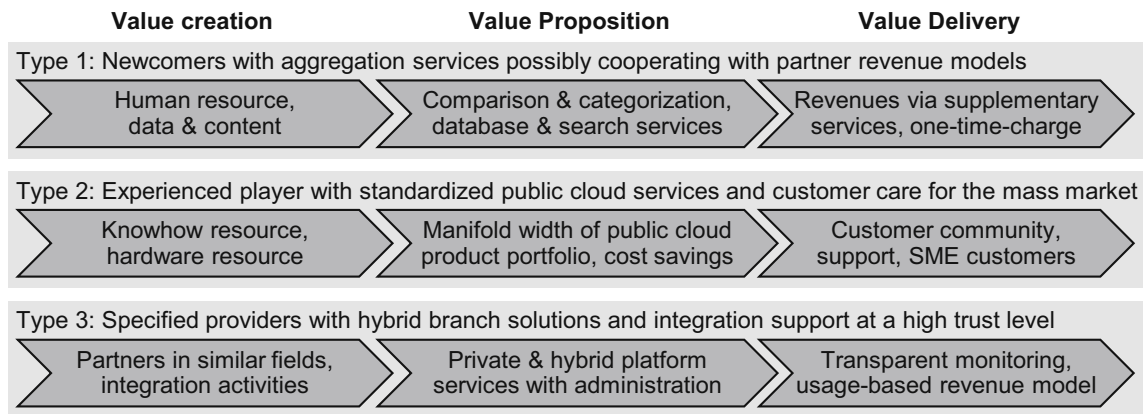 Value creation Value Proposition Value Delivery
Type 1: Newcomers with aggregation services possibly cooperating with partner revenue models
Human resource,
data & content
Comparison & categorization,
database & search services
Revenues via supplementary
services, one-time-charge
Type 2: Experienced player with standardized public cloud services and customer care for the mass market
Knowhow resource,
hardware resource
Manifold width of public cloud
product portfolio, cost savings
Customer community,
support, SME customers
Type 3: Specified providers with hybrid branch solutions and integration support at a high trust level
Partners in similar fields,
integration activities
Private & hybrid platform
services with administration
Transparent monitoring,
usage-based revenue model